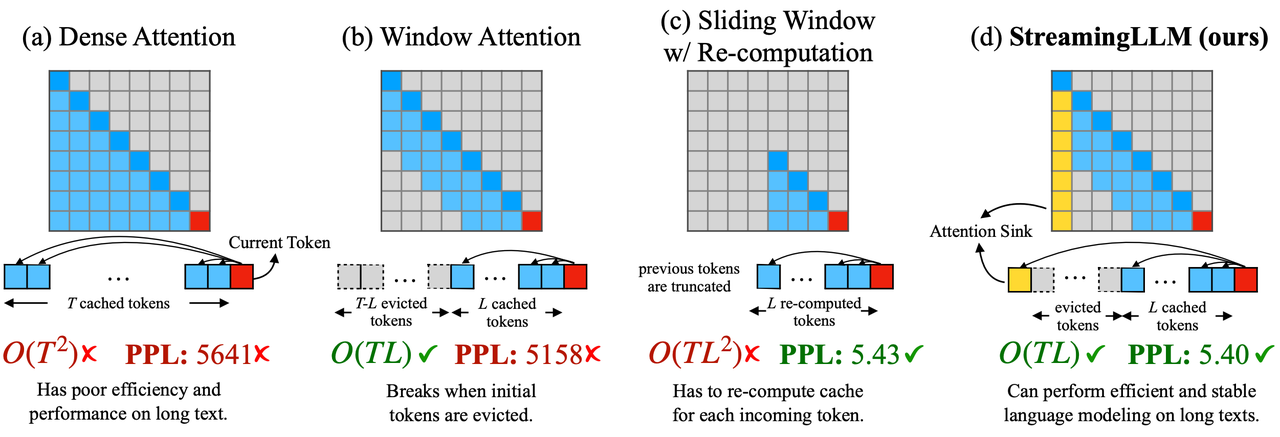 (a) Dense Attention
Current Token
...
T cached tokens
O(T²)✗ PPL: 5641✗
Has poor efficiency and
performance on long text.
(b) Window Attention
... ...
T-L evicted
tokens
L cached
tokens
O(TL)✓ PPL: 5158✗
Breaks when initial
tokens are evicted.
(c) Sliding Window
w/ Re-computation
previous tokens
are truncated
...
L re-computed
tokens
O(TL²)✗ PPL: 5.43✓
Has to re-compute cache
for each incoming token.
(d) StreamingLLM (ours)
Attention Sink
... ...
evicted
tokens
L cached
tokens
O(TL)✓ PPL: 5.40✓
Can perform efficient and stable
language modeling on long texts.